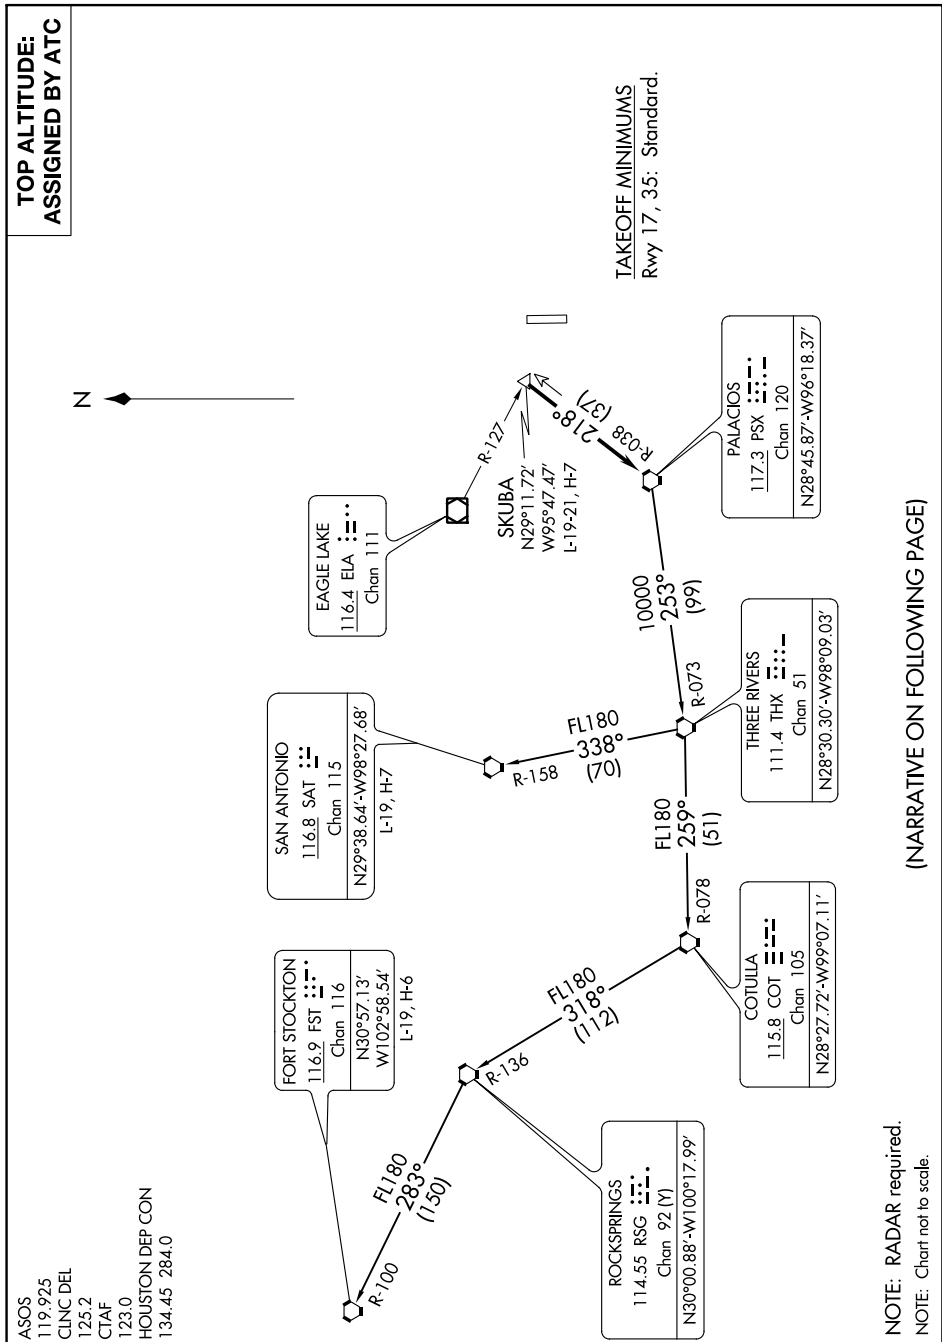 ASOS
119.925
CLNC DEL
125.2
CTAF
123.0
HOUSTON DEP CON
134.45 284.0
TOP ALTITUDE:
ASSIGNED BY ATC
N
FORT STOCKTON
116.9 FST
Chan 116
N30°57.13'
W102°58.54'
L-19, H-6
SAN ANTONIO
116.8 SAT
Chan 115
N29°38.64'-W98°27.68'
L-19, H-7
EAGLE LAKE
116.4 ELA
Chan 111
R-127
SKUBA
N29°11.72'
W95°47.47'
L-19-21, H-7
218°
(37)
R-038
TAKEOFF MINIMUMS
Rwy 17, 35: Standard.
R-100
FL180
283°
(150)
R-136
FL180
318°
(112)
R-078
FL180
259°
(51)
R-158
FL180
338°
(70)
R-073
10000
253°
(99)
ROCKSPRINGS
114.55 RSG
Chan 92 (Y)
N30°00.88'-W100°17.99'
COTULLA
115.8 COT
Chan 105
N28°27.72'-W99°07.11'
THREE RIVERS
111.4 THX
Chan 51
N28°30.30'-W98°09.03'
PALACIOS
117.3 PSX
Chan 120
N28°45.87'-W96°18.37'
NOTE: RADAR required.
NOTE: Chart not to scale.
(NARRATIVE ON FOLLOWING PAGE)